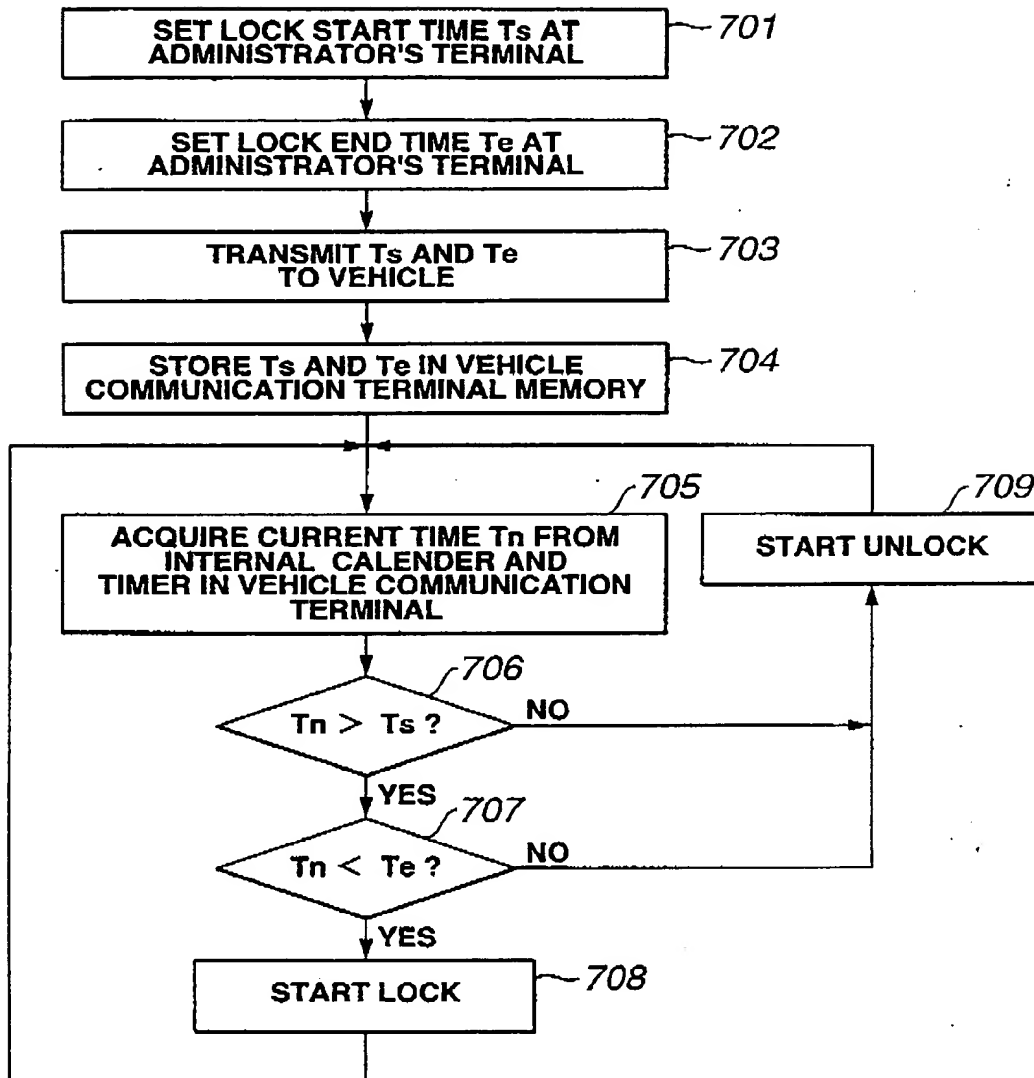 SET LOCK START TIME Ts AT
ADMINISTRATOR'S TERMINAL
701
SET LOCK END TIME Te AT
ADMINISTRATOR'S TERMINAL
702
TRANSMIT Ts AND Te
TO VEHICLE
703
STORE Ts AND Te IN VEHICLE
COMMUNICATION TERMINAL MEMORY
704
705
ACQUIRE CURRENT TIME Tn FROM
INTERNAL CALENDER AND
TIMER IN VEHICLE COMMUNICATION
TERMINAL
709
START UNLOCK
706
Tn > Ts ?
NO
YES
707
Tn < Te ?
NO
YES
START LOCK
708